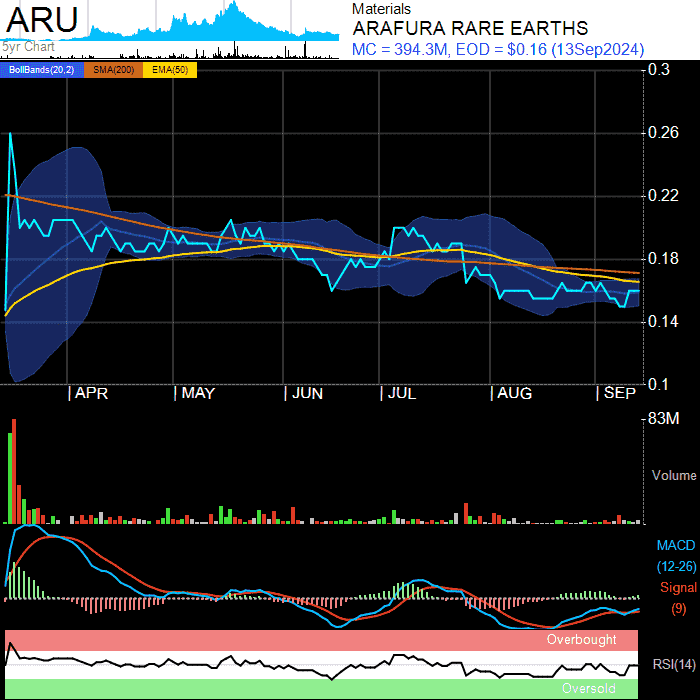 ARU
5yr Chart
Materials
ARAFURA RARE EARTHS
MC = 394.3M, EOD = $0.16 (13Sep2024)
BollBands(20,2) SMA(200) EMA(50)
0.3
0.26
0.22
0.18
0.14
0.1
APR MAY JUN JUL AUG SEP
83M
Volume
MACD
(12-26)
Signal
(9)
Overbought
RSI(14)
Oversold